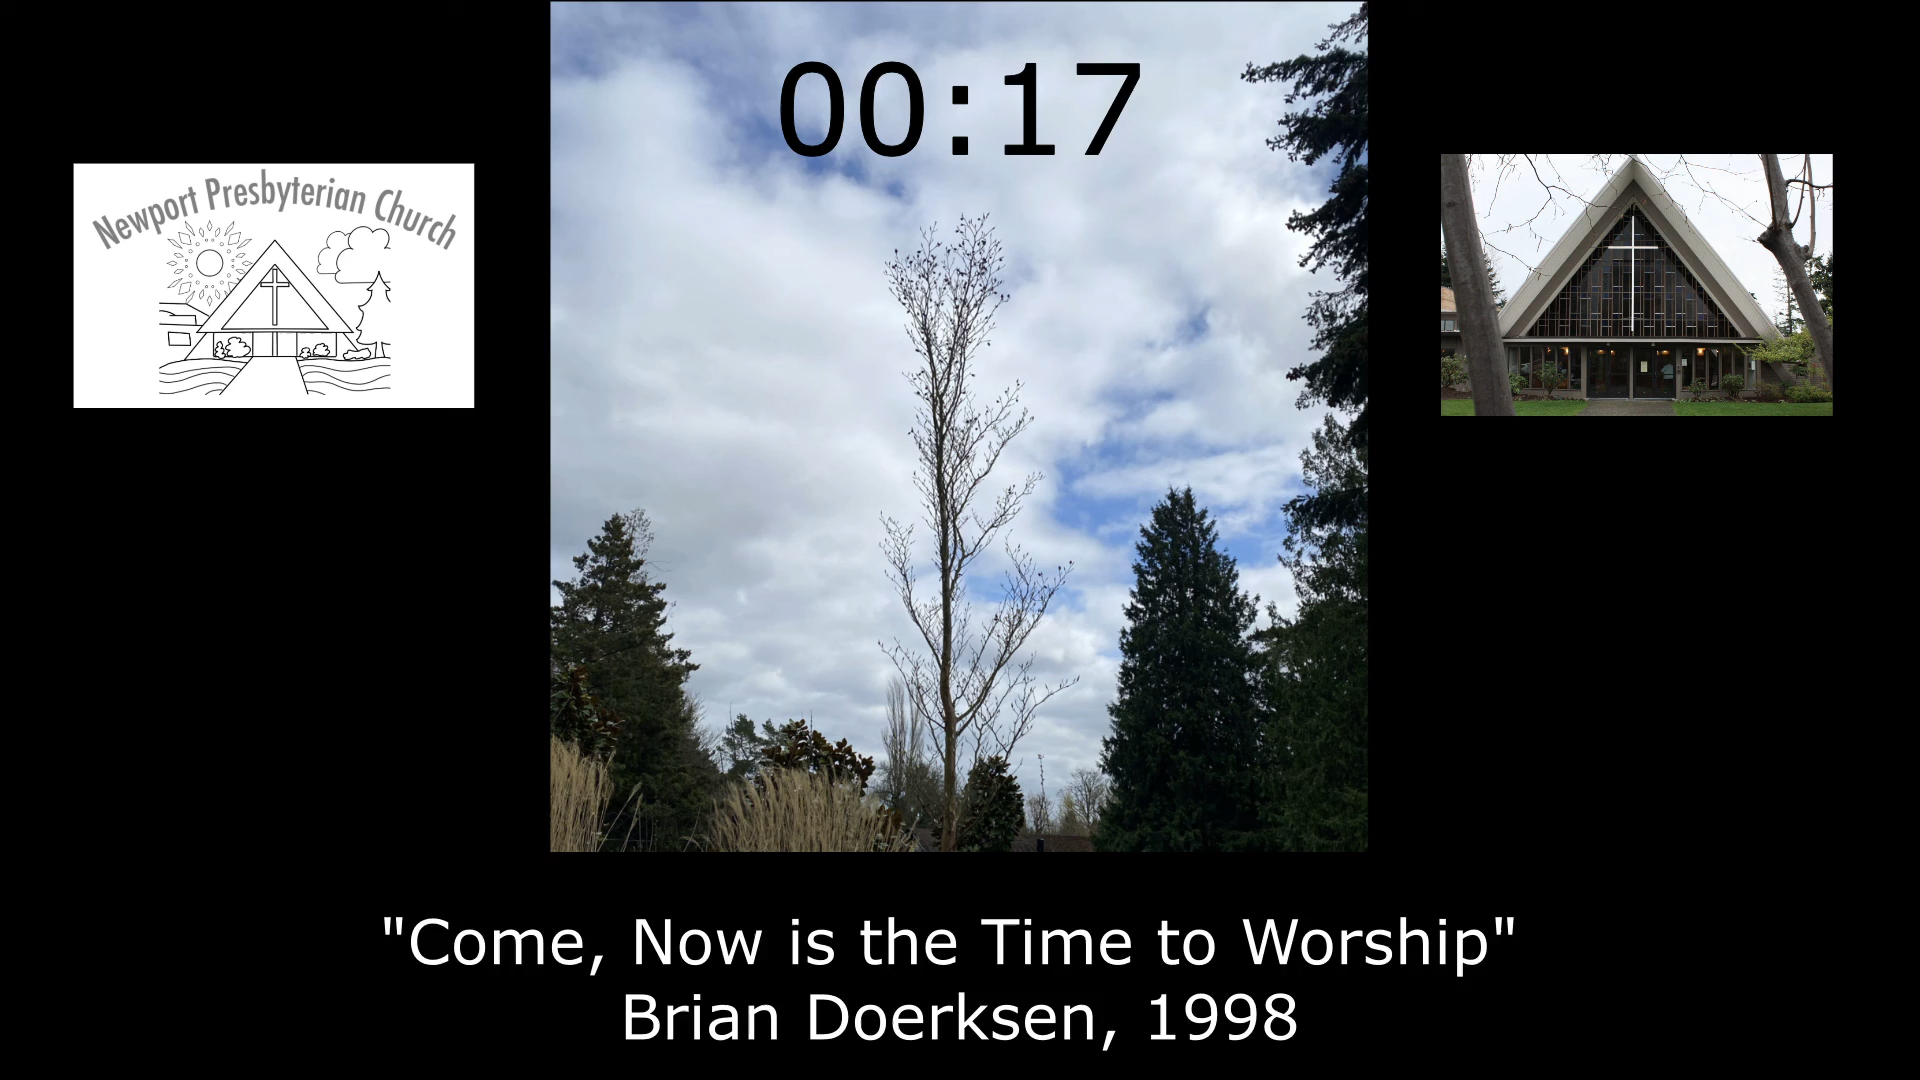 00:17
Newport Presbyterian Church
"Come, Now is the Time to Worship"
Brian Doerksen, 1998